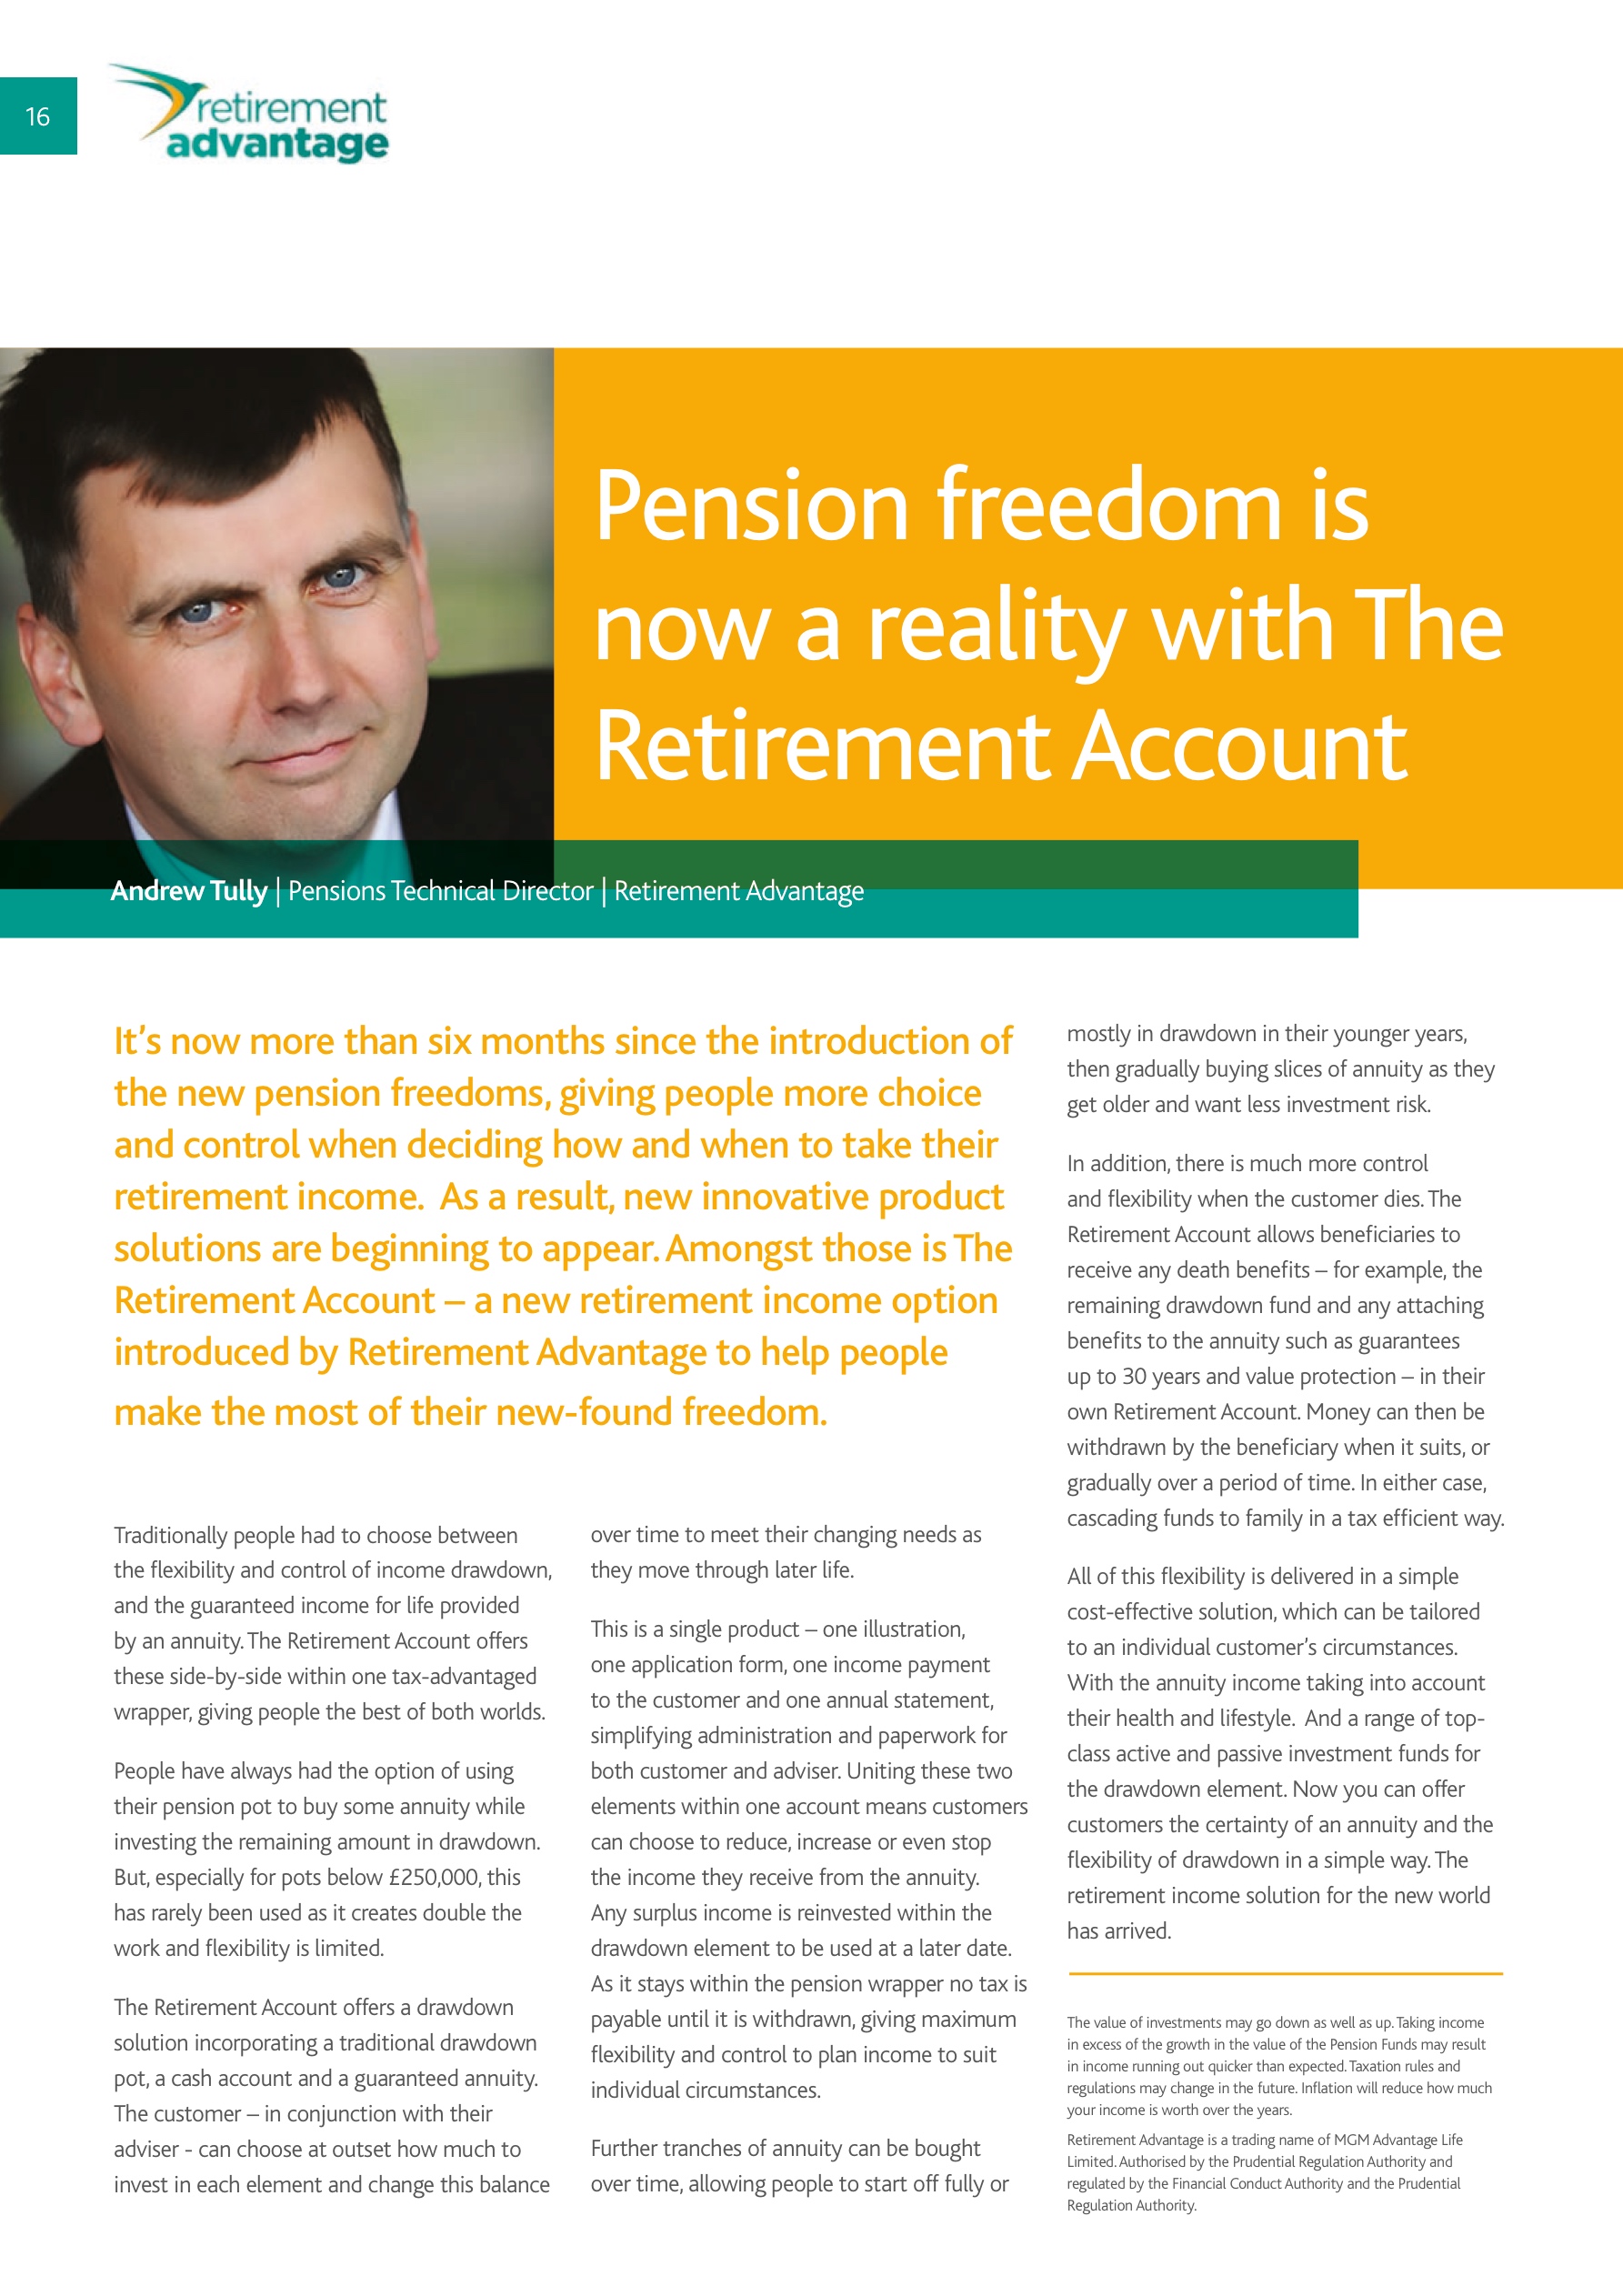 16
retirement
advantage
Pension freedom is
now a reality with The
Retirement Account
Andrew Tully | Pensions Technical Director | Retirement Advantage
It’s now more than six months since the introduction of
the new pension freedoms, giving people more choice
and control when deciding how and when to take their
retirement income.  As a result, new innovative product
solutions are beginning to appear. Amongst those is The
Retirement Account – a new retirement income option
introduced by Retirement Advantage to help people
make the most of their new-found freedom.
Traditionally people had to choose between
the flexibility and control of income drawdown,
and the guaranteed income for life provided
by an annuity. The Retirement Account offers
these side-by-side within one tax-advantaged
wrapper, giving people the best of both worlds.
People have always had the option of using
their pension pot to buy some annuity while
investing the remaining amount in drawdown.
But, especially for pots below £250,000, this
has rarely been used as it creates double the
work and flexibility is limited.
The Retirement Account offers a drawdown
solution incorporating a traditional drawdown
pot, a cash account and a guaranteed annuity.
The customer – in conjunction with their
adviser - can choose at outset how much to
invest in each element and change this balance
over time to meet their changing needs as
they move through later life.
This is a single product – one illustration,
one application form, one income payment
to the customer and one annual statement,
simplifying administration and paperwork for
both customer and adviser. Uniting these two
elements within one account means customers
can choose to reduce, increase or even stop
the income they receive from the annuity.
Any surplus income is reinvested within the
drawdown element to be used at a later date.
As it stays within the pension wrapper no tax is
payable until it is withdrawn, giving maximum
flexibility and control to plan income to suit
individual circumstances.
Further tranches of annuity can be bought
over time, allowing people to start off fully or
mostly in drawdown in their younger years,
then gradually buying slices of annuity as they
get older and want less investment risk.
In addition, there is much more control
and flexibility when the customer dies. The
Retirement Account allows beneficiaries to
receive any death benefits – for example, the
remaining drawdown fund and any attaching
benefits to the annuity such as guarantees
up to 30 years and value protection – in their
own Retirement Account. Money can then be
withdrawn by the beneficiary when it suits, or
gradually over a period of time. In either case,
cascading funds to family in a tax efficient way.
All of this flexibility is delivered in a simple
cost-effective solution, which can be tailored
to an individual customer’s circumstances.
With the annuity income taking into account
their health and lifestyle.  And a range of top-
class active and passive investment funds for
the drawdown element. Now you can offer
customers the certainty of an annuity and the
flexibility of drawdown in a simple way. The
retirement income solution for the new world
has arrived.
The value of investments may go down as well as up. Taking income
in excess of the growth in the value of the Pension Funds may result
in income running out quicker than expected. Taxation rules and
regulations may change in the future. Inflation will reduce how much
your income is worth over the years.
Retirement Advantage is a trading name of MGM Advantage Life
Limited. Authorised by the Prudential Regulation Authority and
regulated by the Financial Conduct Authority and the Prudential
Regulation Authority.